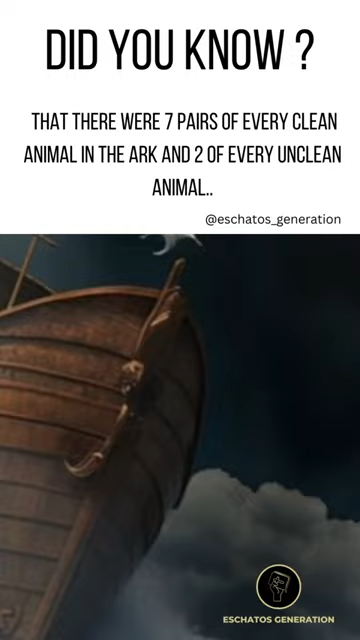 DID YOU KNOW ?
THAT THERE WERE 7 PAIRS OF EVERY CLEAN
ANIMAL IN THE ARK AND 2 OF EVERY UNCLEAN
ANIMAL..
@eschatos_generation
ESCHATOS GENERATION